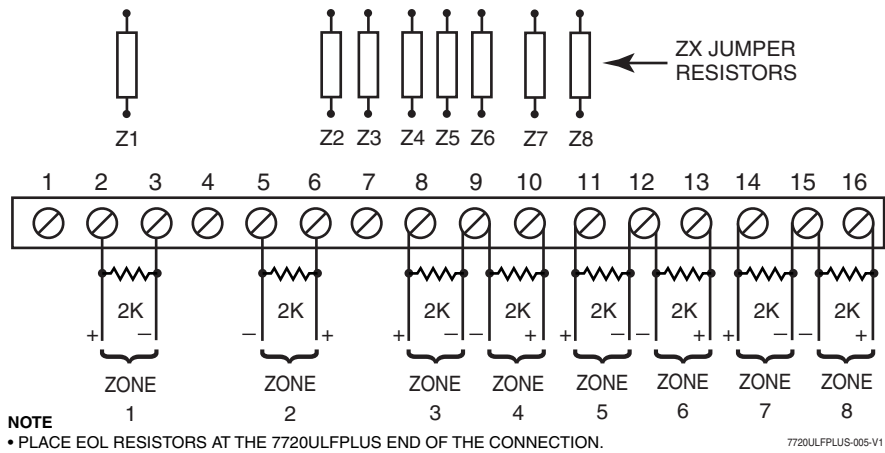 ZX JUMPER
RESISTORS
Z1 Z2 Z3 Z4 Z5 Z6 Z7 Z8
1 2 3 4 5 6 7 8 9 10 11 12 13 14 15 16
2K 2K 2K 2K 2K 2K 2K 2K
+ − − + + − − + + − − + + − − +
ZONE ZONE ZONE ZONE ZONE ZONE ZONE ZONE
1 2 3 4 5 6 7 8
NOTE
• PLACE EOL RESISTORS AT THE 7720ULFPLUS END OF THE CONNECTION.
7720ULFPLUS-005-V1